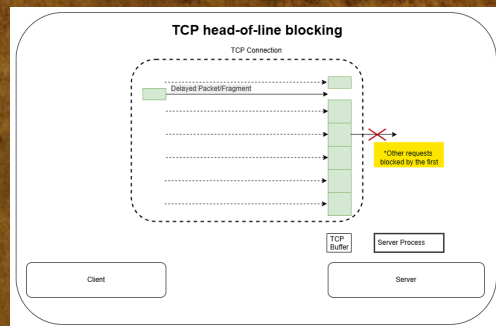 TCP head-of-line blocking
TCP Connection
Delayed Packet/Fragment
*Other requests
blocked by the first
TCP
Buffer
Server Process
Client
Server